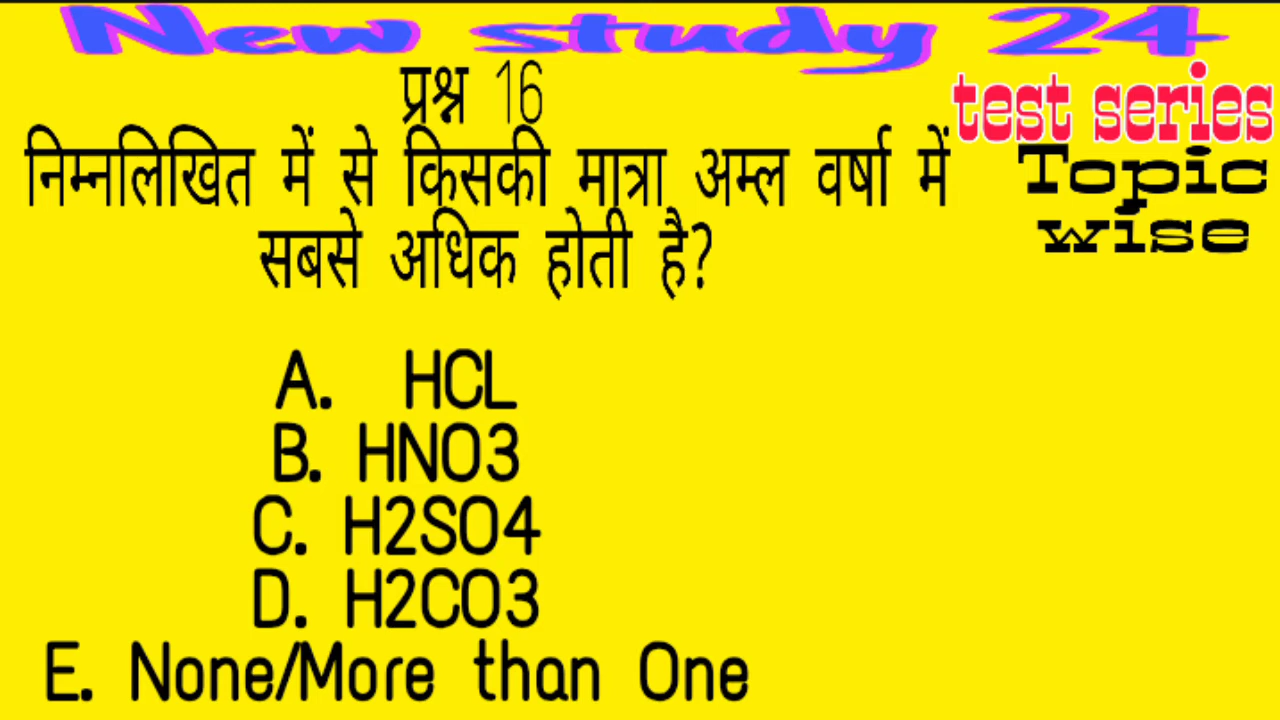 New study 24
test series
Topic
wise
प्रश्न 16
निम्नलिखित में से किसकी मात्रा अम्ल वर्षा में
सबसे अधिक होती है?
A. HCL
B. HNO3
C. H2SO4
D. H2CO3
E. None/More than One